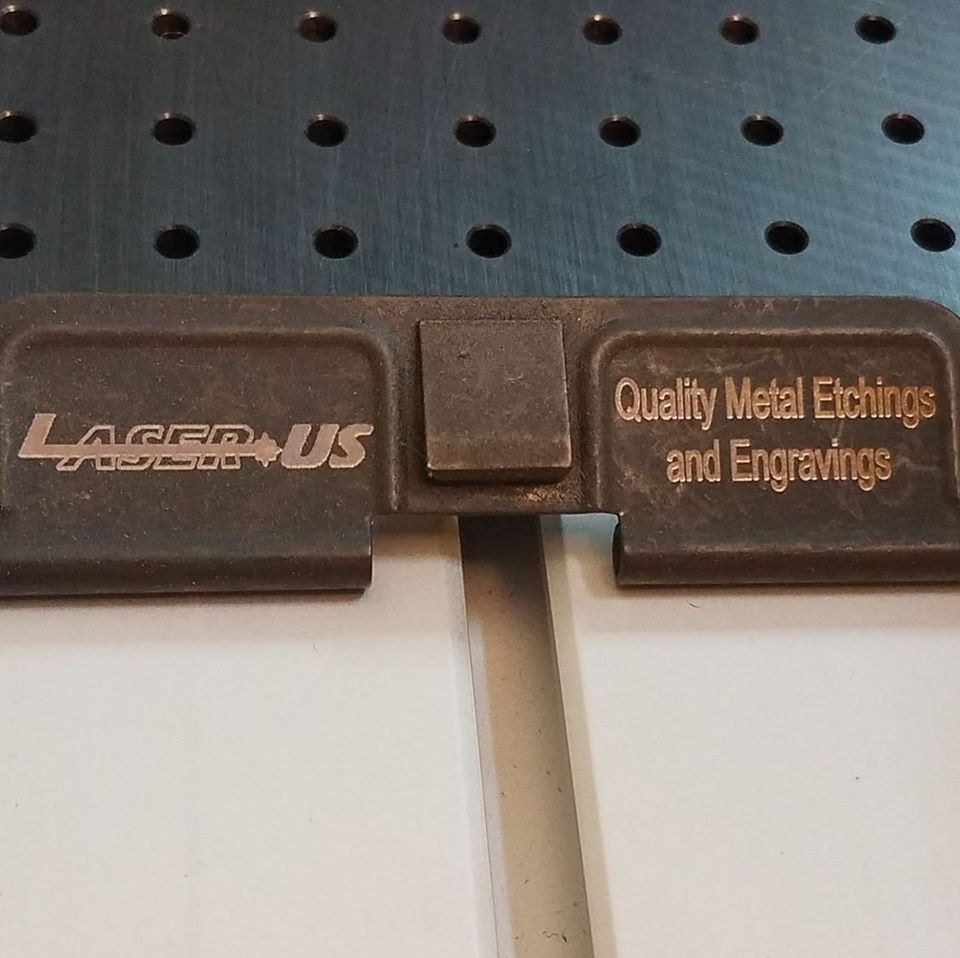 LASER US
Quality Metal Etchings
and Engravings